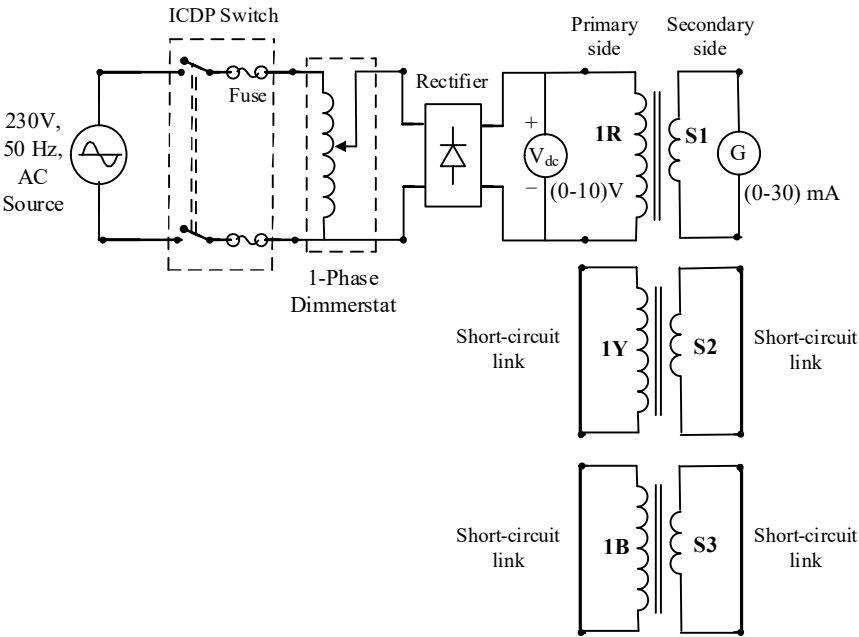 ICDP Switch
Fuse
230V,
50 Hz,
AC
Source
1-Phase
Dimmerstat
Rectifier
+
Vdc
−
(0-10)V
Primary
side
Secondary
side
1R
S1
G
(0-30) mA
Short-circuit
link
1Y
S2
Short-circuit
link
Short-circuit
link
1B
S3
Short-circuit
link